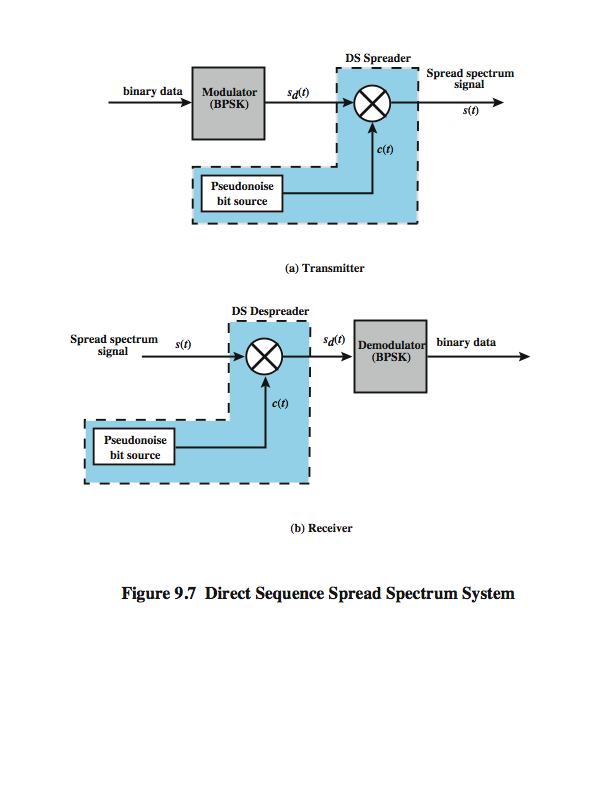 DS Spreader
binary data
Modulator
(BPSK)
sd(t)
Spread spectrum
signal
s(t)
c(t)
Pseudonoise
bit source
(a) Transmitter
DS Despreader
Spread spectrum
signal
s(t)
sd(t)
Demodulator
(BPSK)
binary data
c(t)
Pseudonoise
bit source
(b) Receiver
Figure 9.7 Direct Sequence Spread Spectrum System